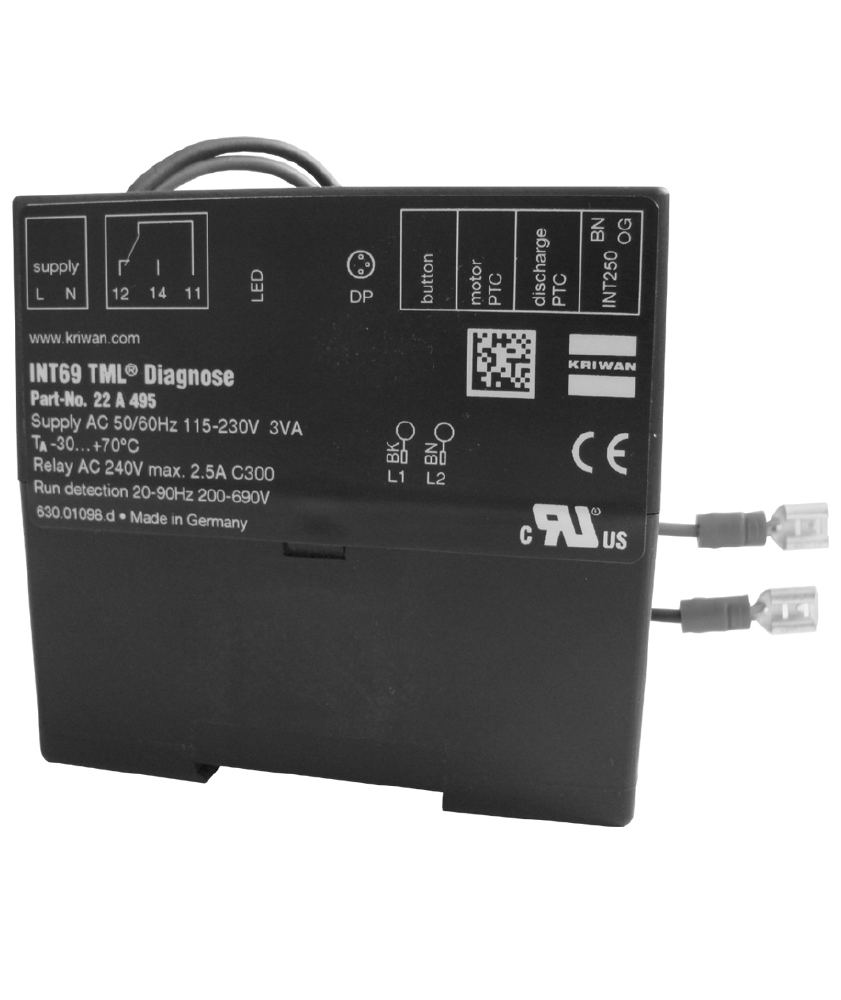 supply
L N
12 14 11
LED
DP
button
motor
PTC
discharge
PTC
INT250 BN
OG
www.kriwan.com
INT69 TML® Diagnose
Part-No. 22 A 495
Supply AC 50/60Hz 115-230V 3VA
TA -30...+70°C
Relay AC 240V max. 2.5A C300
Run detection 20-90Hz 200-690V
630.01096.d • Made in Germany
KRIWAN
BK BN
L1 L2
CE
C RU ® US